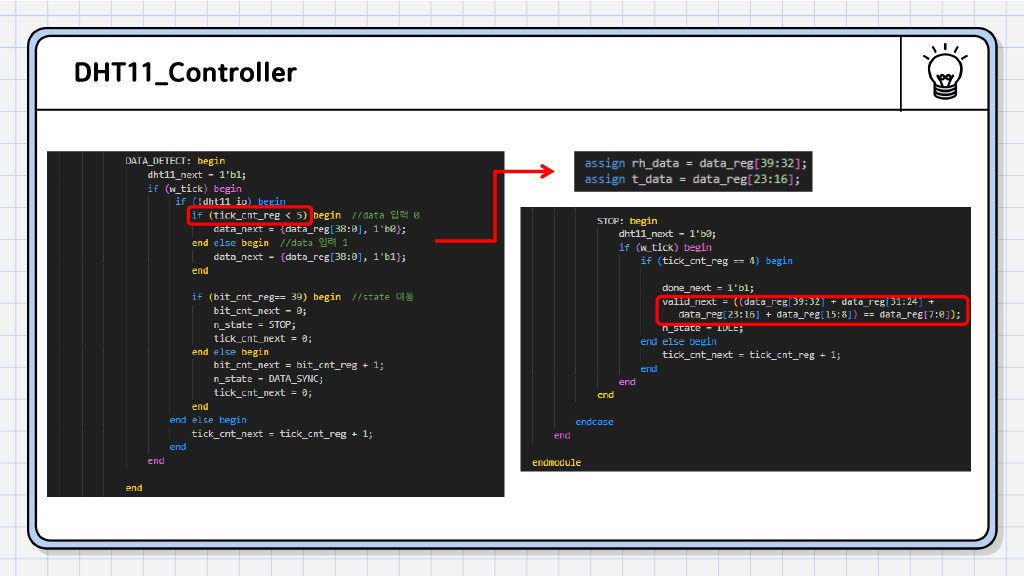 DHT11_Controller
DATA_DETECT: begin
dht11_next = 1'b1;
if (w_tick) begin
if (!dht11_io) begin
if (tick_cnt_reg < 5) begin //data 입력 0
data_next = {data_reg[38:0], 1'b0};
end else begin //data 입력 1
data_next = {data_reg[38:0], 1'b1};
end
if (bit_cnt_reg== 39) begin //state 이동
bit_cnt_next = 0;
n_state = STOP;
tick_cnt_next = 0;
end else begin
bit_cnt_next = bit_cnt_reg + 1;
n_state = DATA_SYNC;
tick_cnt_next = 0;
end
end else begin
tick_cnt_next = tick_cnt_reg + 1;
end
end
end
assign rh_data = data_reg[39:32];
assign t_data = data_reg[23:16];
STOP: begin
dht11_next = 1'b0;
if (w_tick) begin
if (tick_cnt_reg == 4) begin
done_next = 1'b1;
valid_next = ((data_reg[39:32] + data_reg[31:24] +
data_reg[23:16] + data_reg[15:8]) == data_reg[7:0]);
n_state = IDLE;
end else begin
tick_cnt_next = tick_cnt_reg + 1;
end
end
end
endcase
end
endmodule